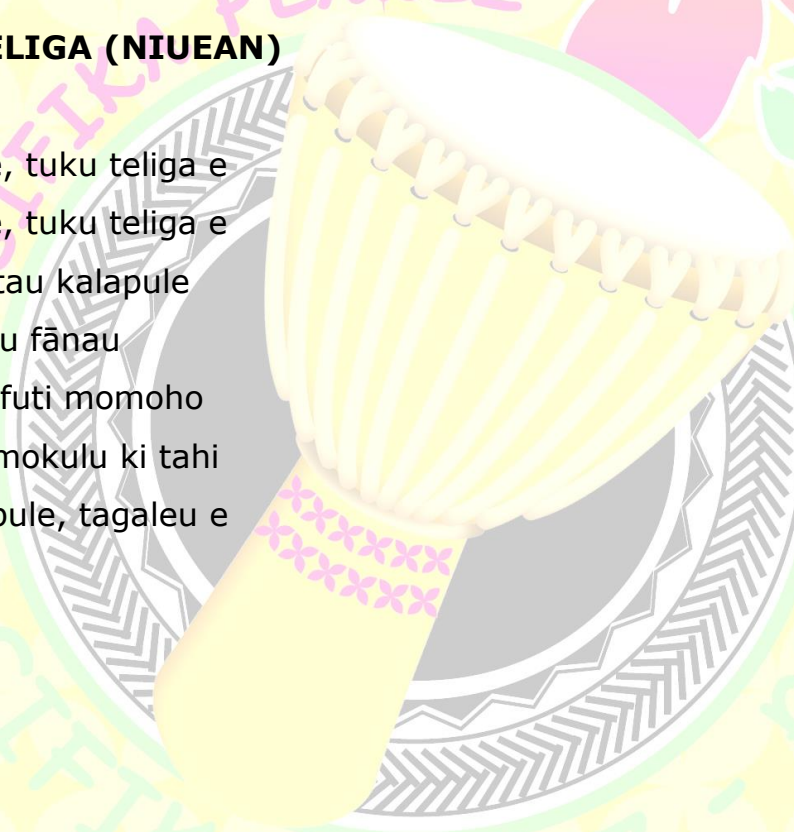 ELIGA (NIUEAN)
, tuku teliga e
, tuku teliga e
tau kalapule
u fānau
futi momoho
mokulu ki tahi
pule, tagaleu e